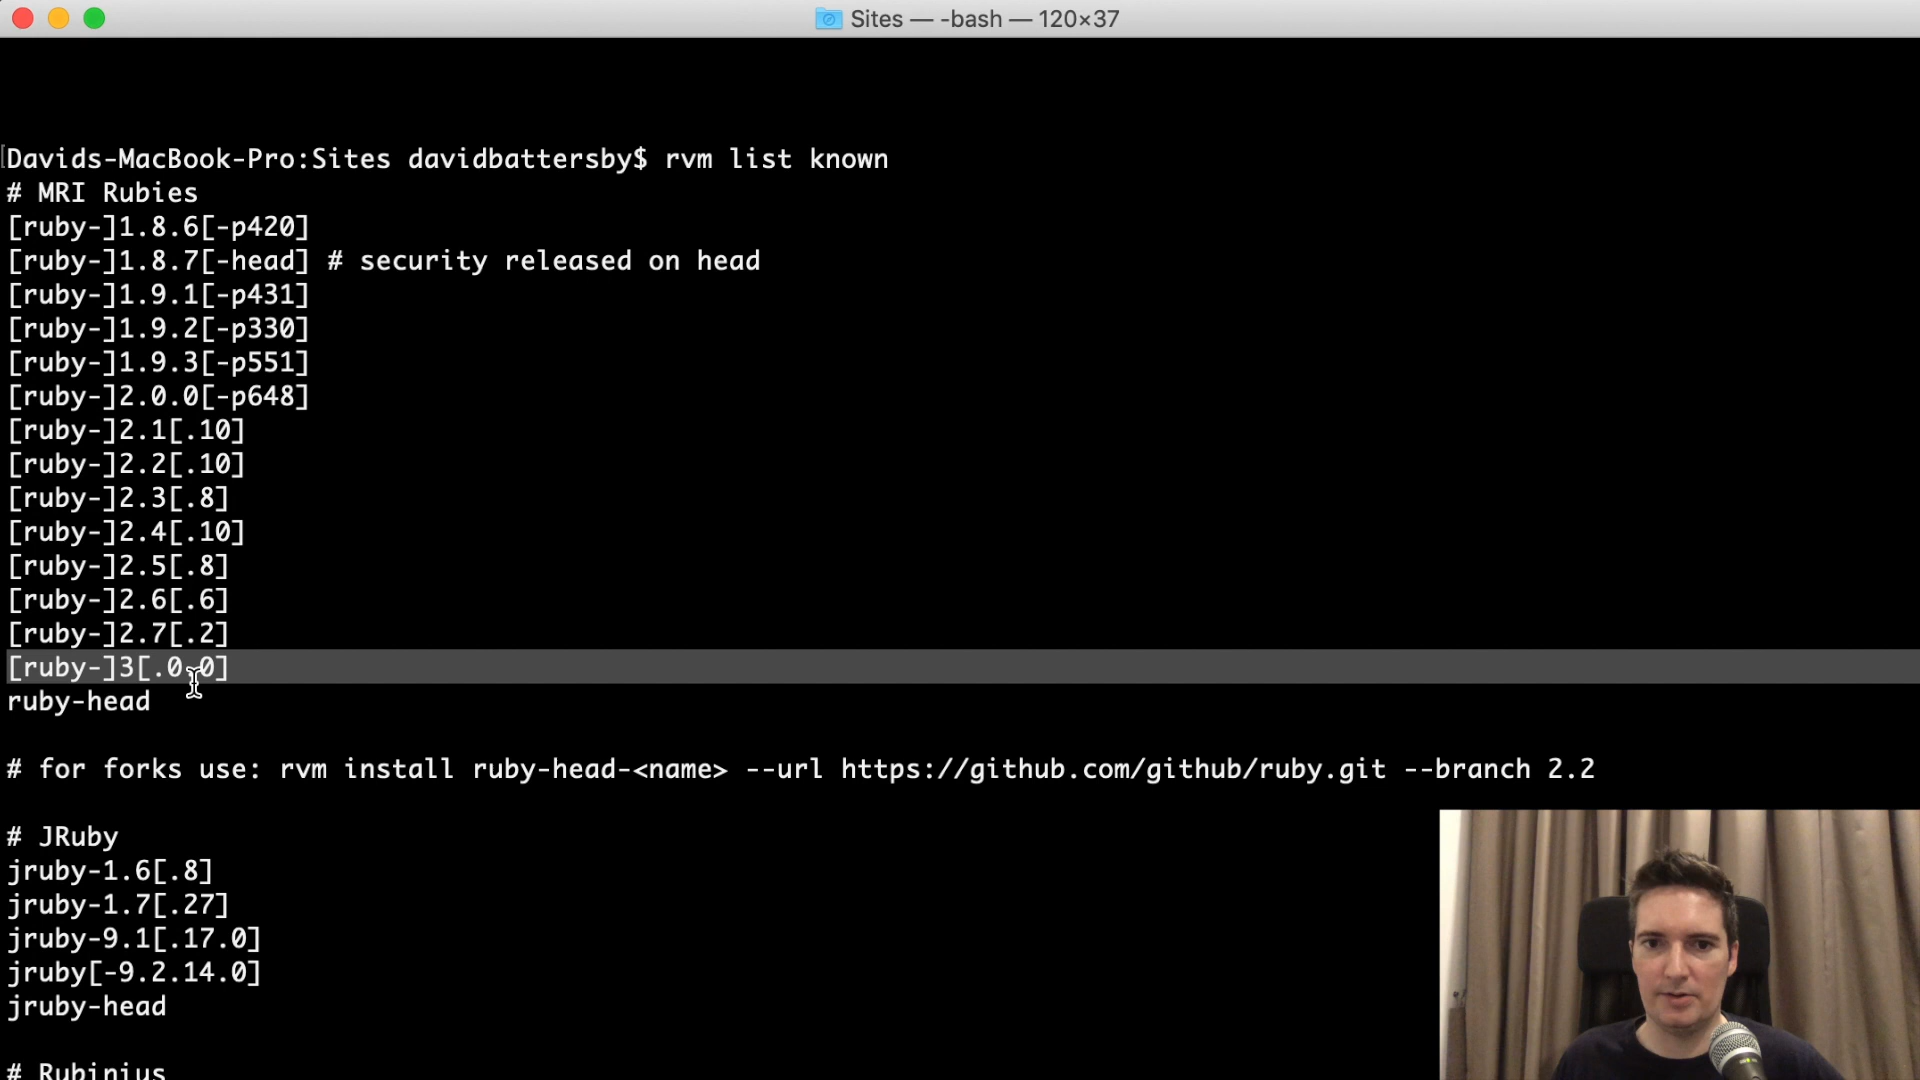 Sites — -bash — 120×37
Davids-MacBook-Pro:Sites davidbattersby$ rvm list known
# MRI Rubies
[ruby-]1.8.6[-p420]
[ruby-]1.8.7[-head] # security released on head
[ruby-]1.9.1[-p431]
[ruby-]1.9.2[-p330]
[ruby-]1.9.3[-p551]
[ruby-]2.0.0[-p648]
[ruby-]2.1[.10]
[ruby-]2.2[.10]
[ruby-]2.3[.8]
[ruby-]2.4[.10]
[ruby-]2.5[.8]
[ruby-]2.6[.6]
[ruby-]2.7[.2]
[ruby-]3[.0.0]
ruby-head
# for forks use: rvm install ruby-head-<name> --url https://github.com/github/ruby.git --branch 2.2
# JRuby
jruby-1.6[.8]
jruby-1.7[.27]
jruby-9.1[.17.0]
jruby[-9.2.14.0]
jruby-head
# Rubinius